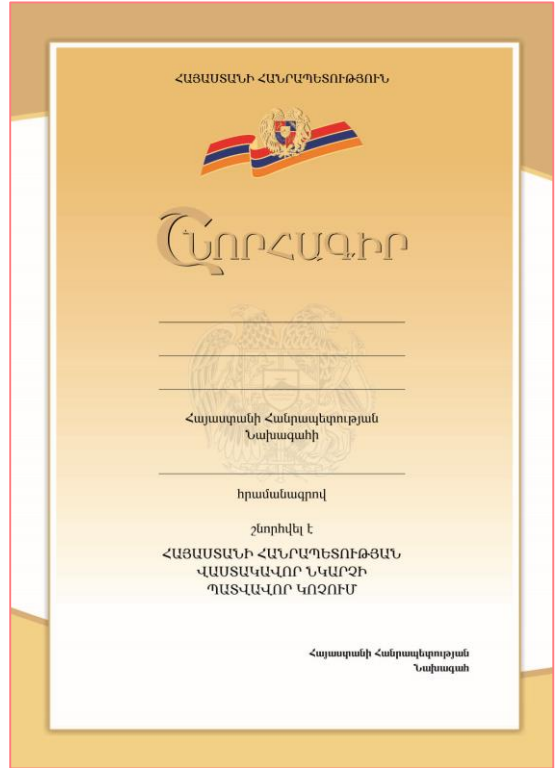 ՀԱՅԱՍՏԱՆԻ ՀԱՆՐԱՊԵՏՈՒԹՅՈՒՆ
ՇՆՈՐՀԱԳԻՐ
Հայաստանի Հանրապետության
Նախագահի
հրամանագրով
շնորհվել է
ՀԱՅԱՍՏԱՆԻ ՀԱՆՐԱՊԵՏՈՒԹՅԱՆ
ՎԱՍՏԱԿԱՎՈՐ ՆԿԱՐՉԻ
ՊԱՏՎԱՎՈՐ ԿՈՉՈՒՄ
Հայաստանի Հանրապետության
Նախագահ